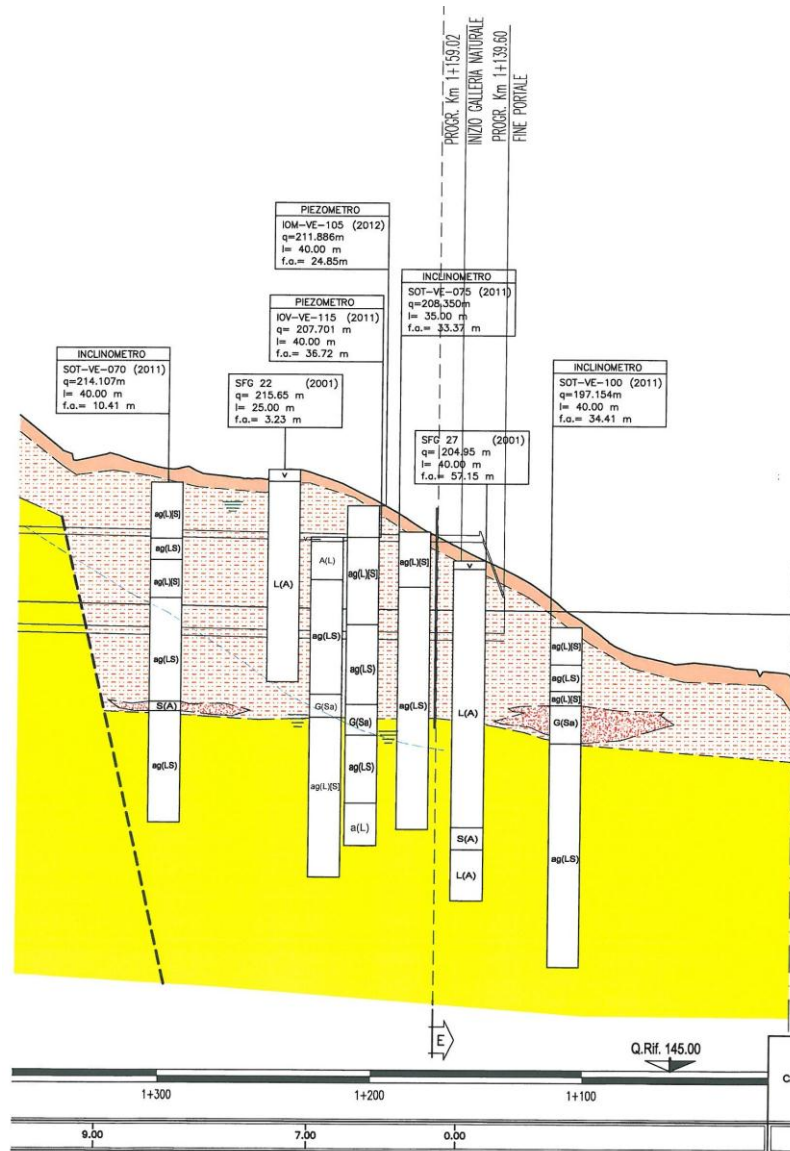 PROGR. Km 1+159.02
INIZIO GALLERIA NATURALE
PROGR. Km 1+139.60
FINE PORTALE
PIEZOMETRO
IOM-VE-105 (2012)
q=211.886m
l= 40.00 m
f.a.= 24.85m
INCLINOMETRO
SOT-VE-075 (2011)
q=208.350m
l= 35.00 m
f.a.= 33.37 m
PIEZOMETRO
IOV-VE-115 (2011)
q= 207.701 m
l= 40.00 m
f.a.= 36.72 m
INCLINOMETRO
SOT-VE-070 (2011)
q=214.107m
l= 40.00 m
f.a.= 10.41 m
SFG 22 (2001)
q= 215.65 m
l= 25.00 m
f.a.= 3.23 m
INCLINOMETRO
SOT-VE-100 (2011)
q=197.154m
l= 40.00 m
f.a.= 34.41 m
SFG 27 (2001)
q= 204.95 m
l= 40.00 m
f.a.= 57.15 m
ag(L)[S]
ag(LS)
ag(L)[S]
ag(LS)
S(A)
ag(LS)
v
L(A)
v
A(L)
ag(LS)
G(Sa)
ag(L)[S]
ag(L)[S]
ag(LS)
G(Sa)
ag(LS)
a(L)
ag(L)[S]
ag(LS)
v
L(A)
S(A)
L(A)
ag(L)[S]
ag(LS)
ag(L)[S]
G(Sa)
ag(LS)
E
Q.Rif. 145.00
C
1+300
1+200
1+100
9.00
7.00
0.00